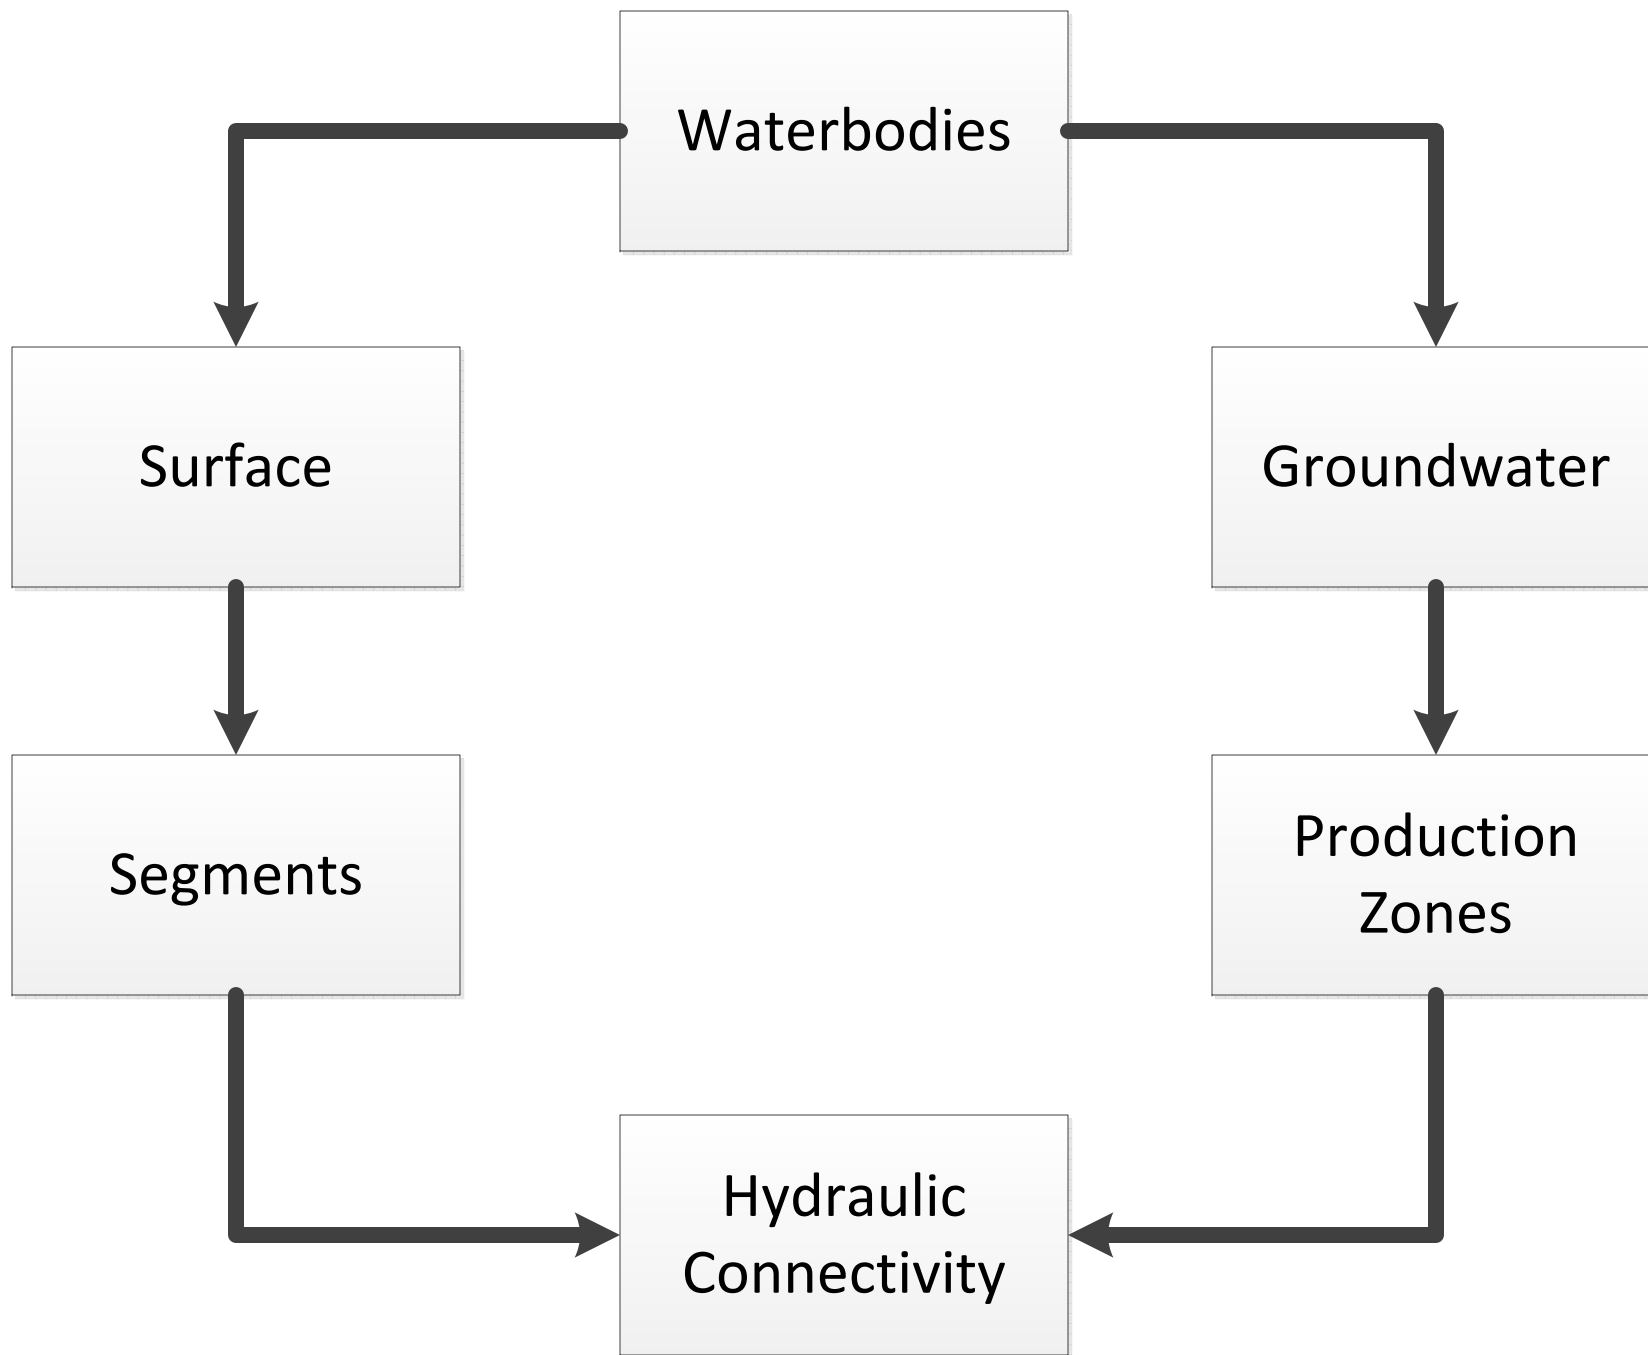 Waterbodies
Surface
Groundwater
Segments
Production
Zones
Hydraulic
Connectivity